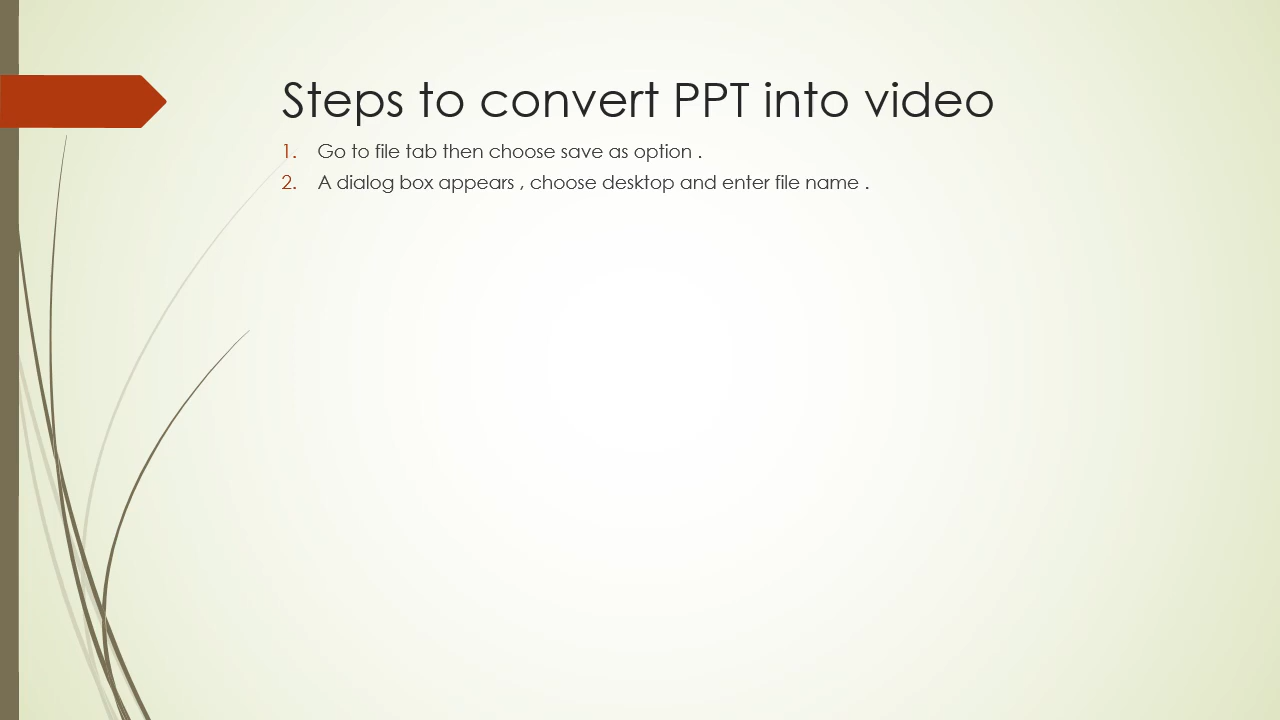 Steps to convert PPT into video
1. Go to file tab then choose save as option .
2. A dialog box appears , choose desktop and enter file name .